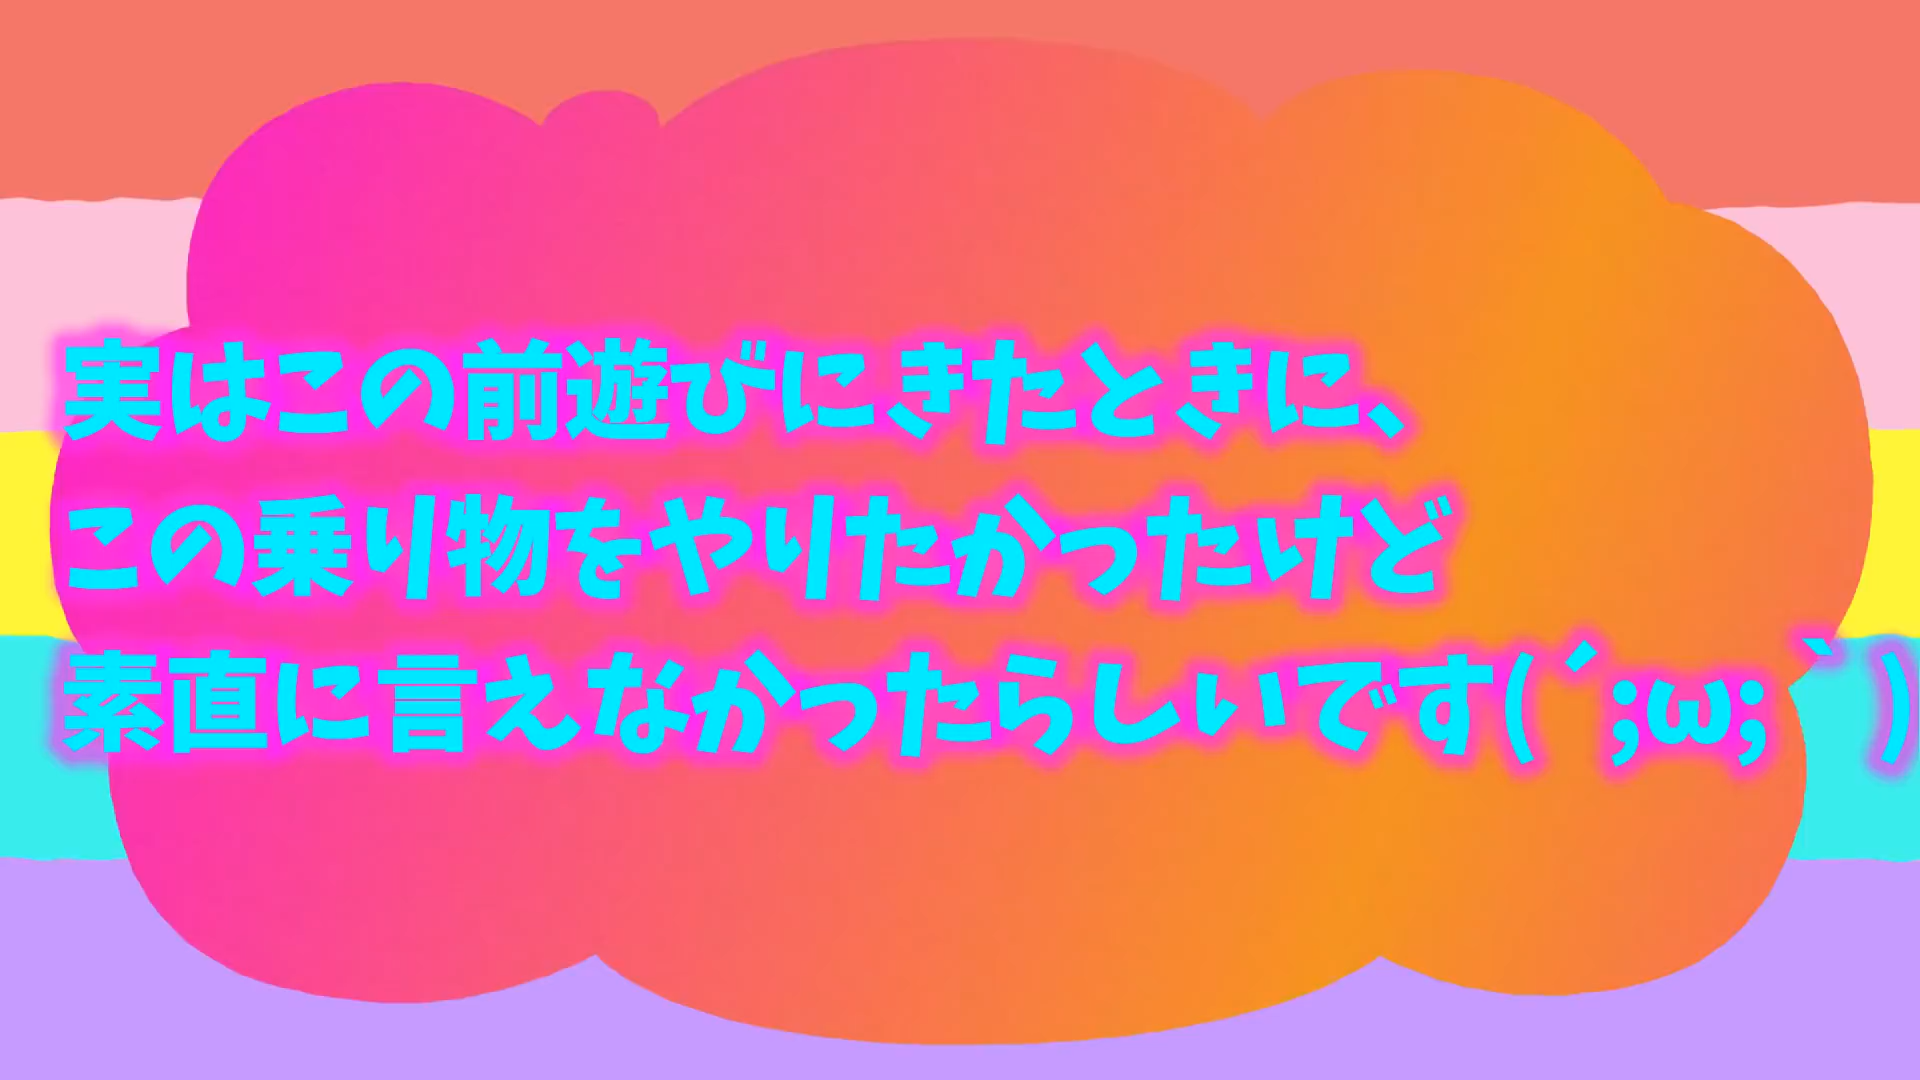 実はこの前遊びにきたときに、
この乗り物をやりたかったけど
素直に言えなかったらしいです(´;ω;｀)